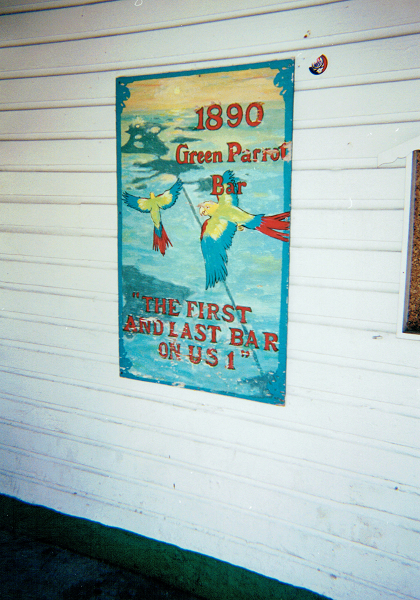 1890
Green Parrot
Bar
"THE FIRST
AND LAST BAR
ON US 1"